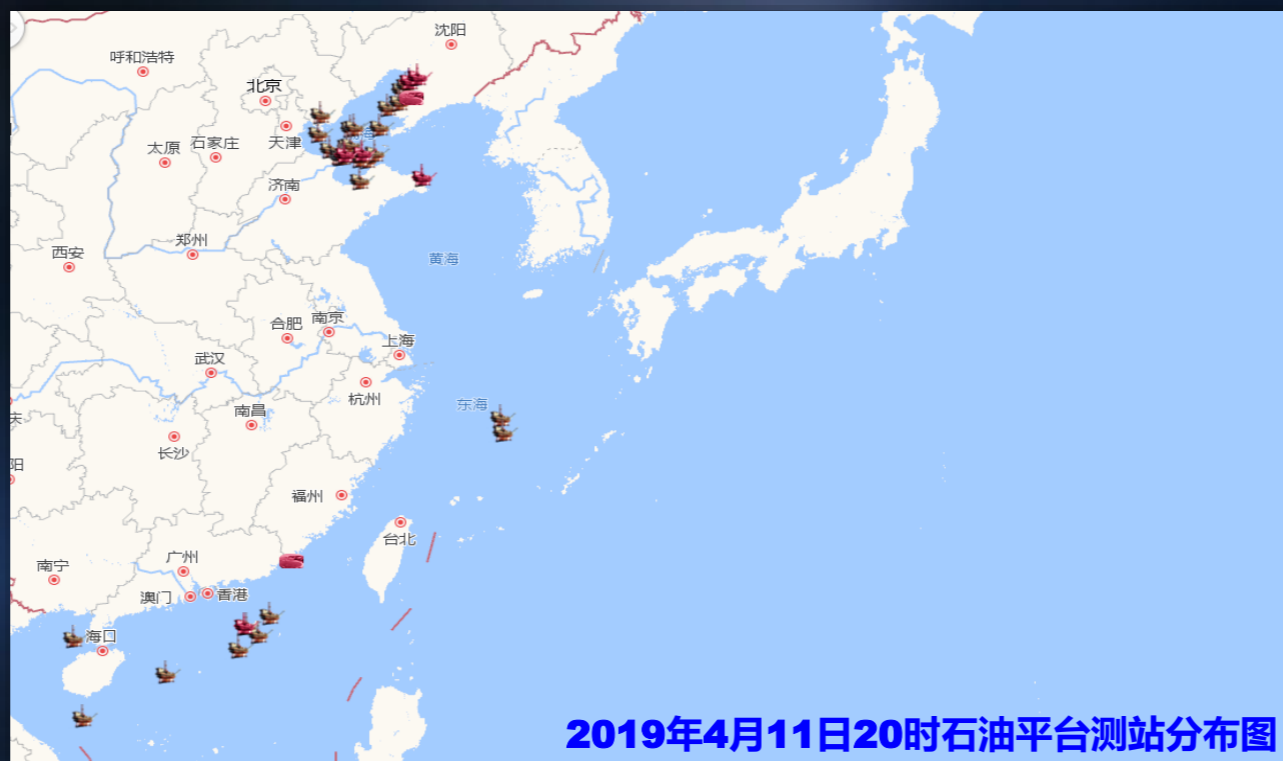 沈阳
呼和浩特
北京
天津
太原
石家庄
济南
郑州
西安
黄海
合肥
南京
上海
武汉
杭州
南昌
东海
庆
长沙
阳
福州
台北
广州
南宁
澳门
香港
海口
2019年4月11日20时石油平台测站分布图